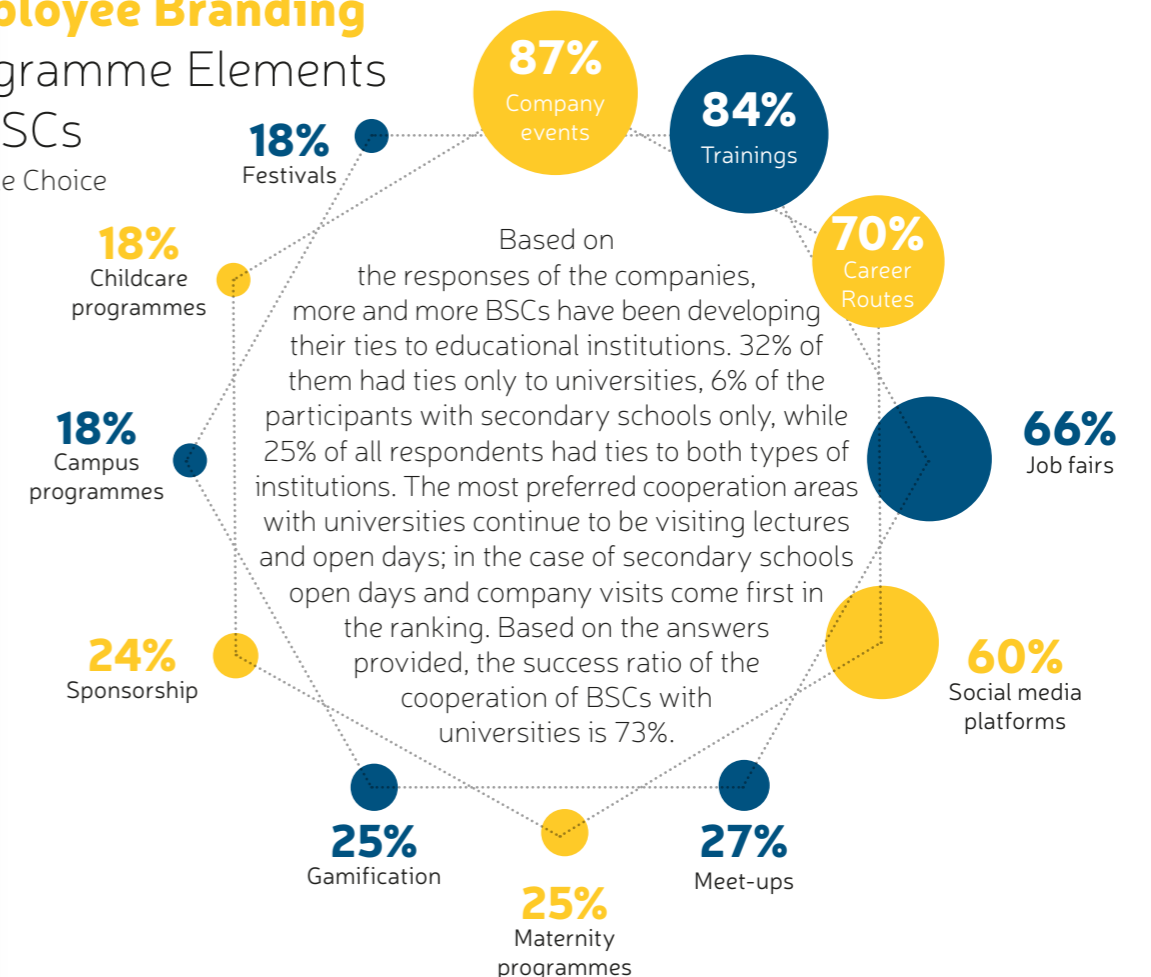 ployee Branding
gramme Elements
SCs
e Choice
87%
Company
events
84%
Trainings
70%
Career
Routes
66%
Job fairs
60%
Social media
platforms
27%
Meet-ups
25%
Maternity
programmes
25%
Gamification
24%
Sponsorship
18%
Campus
programmes
18%
Childcare
programmes
18%
Festivals
Based on
the responses of the companies,
more and more BSCs have been developing
their ties to educational institutions. 32% of
them had ties only to universities, 6% of the
participants with secondary schools only, while
25% of all respondents had ties to both types of
institutions. The most preferred cooperation areas
with universities continue to be visiting lectures
and open days; in the case of secondary schools
open days and company visits come first in
the ranking. Based on the answers
provided, the success ratio of the
cooperation of BSCs with
universities is 73%.